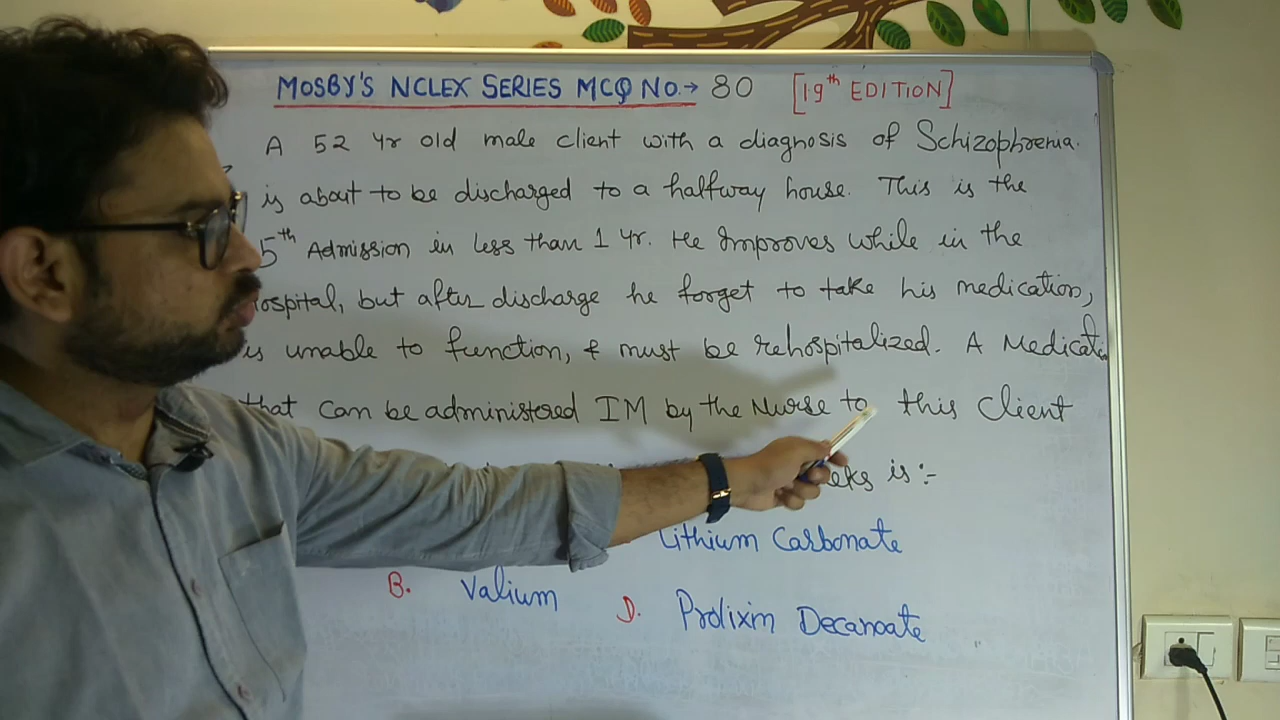 MOSBY'S NCLEX SERIES MCQ NO.→ 80 [19th EDITION]
A 52 yr old male client with a diagnosis of Schizophrenia.
is about to be discharged to a halfway house. This is the
5th Admission in less than 1 Yr. He Improves while in the
ospital, but after discharge he forget to take his medication,
is unable to function, & must be rehospitalized. A Medicati
that can be administered IM by the Nurse to this Client
eks is :-
Lithium Carbonate
B. Valium D. Prolixin Decanoate